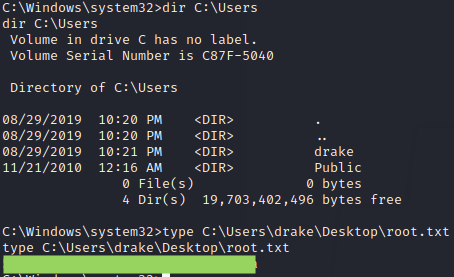 C:\Windows\system32>dir C:\Users
dir C:\Users
 Volume in drive C has no label.
 Volume Serial Number is C87F-5040

 Directory of C:\Users

08/29/2019  10:20 PM    <DIR>          .
08/29/2019  10:20 PM    <DIR>          ..
08/29/2019  10:21 PM    <DIR>          drake
11/21/2010  12:16 AM    <DIR>          Public
               0 File(s)              0 bytes
               4 Dir(s)  19,703,402,496 bytes free

C:\Windows\system32>type C:\Users\drake\Desktop\root.txt
type C:\Users\drake\Desktop\root.txt
C:\Windows\system32>